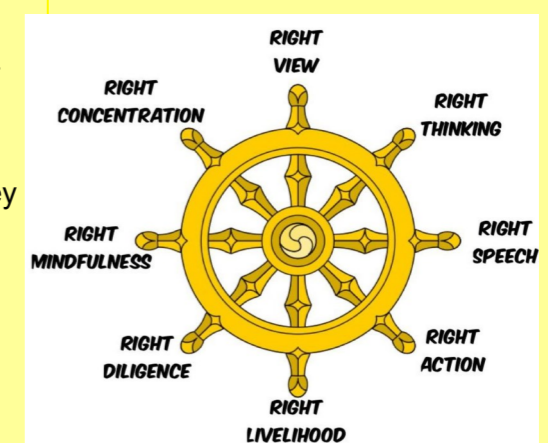 RIGHT
VIEW
RIGHT
THINKING
RIGHT
SPEECH
RIGHT
ACTION
RIGHT
LIVELIHOOD
RIGHT
DILIGENCE
RIGHT
MINDFULNESS
RIGHT
CONCENTRATION